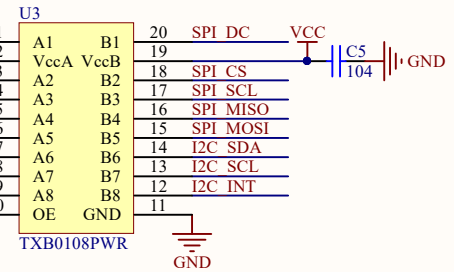 U3
A1 B1 20 SPI_DC VCC
VccA VccB 19 C5 GND
A2 B2 18 SPI_CS 104
A3 B3 17 SPI_SCL
A4 B4 16 SPI_MISO
A5 B5 15 SPI_MOSI
A6 B6 14 I2C_SDA
A7 B7 13 I2C_SCL
A8 B8 12 I2C_INT
OE GND 11
TXB0108PWR
GND